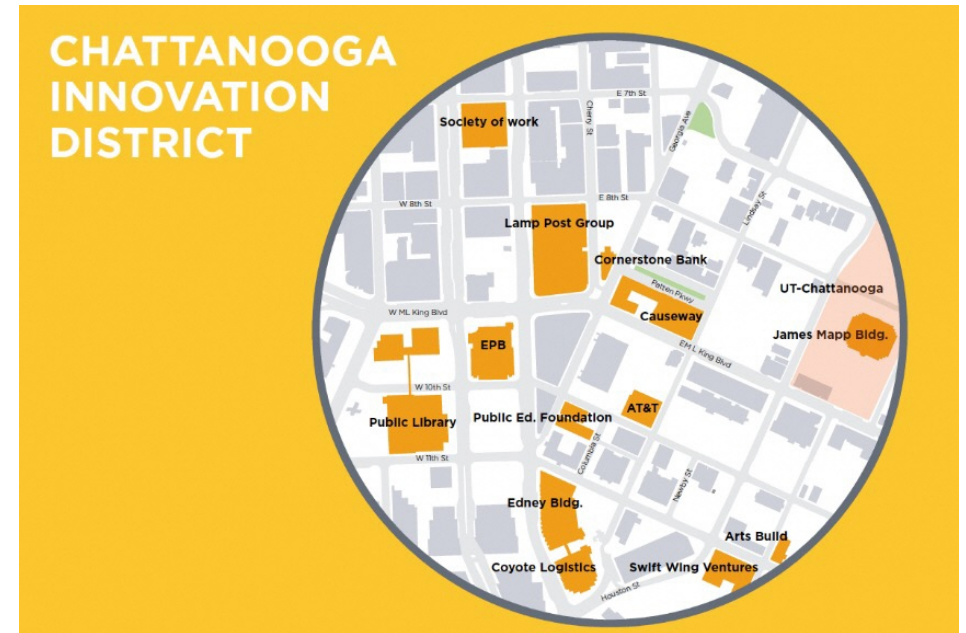 CHATTANOOGA
INNOVATION
DISTRICT
E 7th St
Society of work
Cherry St
Georgia Ave
W 8th St
E 8th St
Lindsay St
Lamp Post Group
Cornerstone Bank
Patten Pkwy
UT-Chattanooga
W ML King Blvd
Causeway
James Mapp Bldg.
EPB
EM L King Blvd
W 10th St
Public Library
Public Ed. Foundation
AT&T
W 11th St
Columbia St
Newby St
Edney Bldg.
Arts Build
Coyote Logistics
Swift Wing Ventures
Houston St